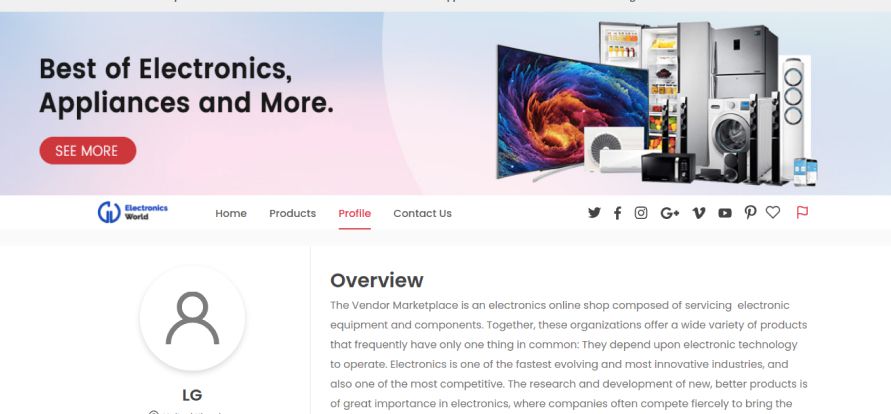 Best of Electronics,
Appliances and More.
SEE MORE
Electronics
World
Home Products Profile Contact Us
Overview
The Vendor Marketplace is an electronics online shop composed of servicing electronic
equipment and components. Together, these organizations offer a wide variety of products
that frequently have only one thing in common: They depend upon electronic technology
to operate. Electronics is one of the fastest evolving and most innovative industries, and
also one of the most competitive. The research and development of new, better products is
of great importance in electronics, where companies often compete fiercely to bring the
LG